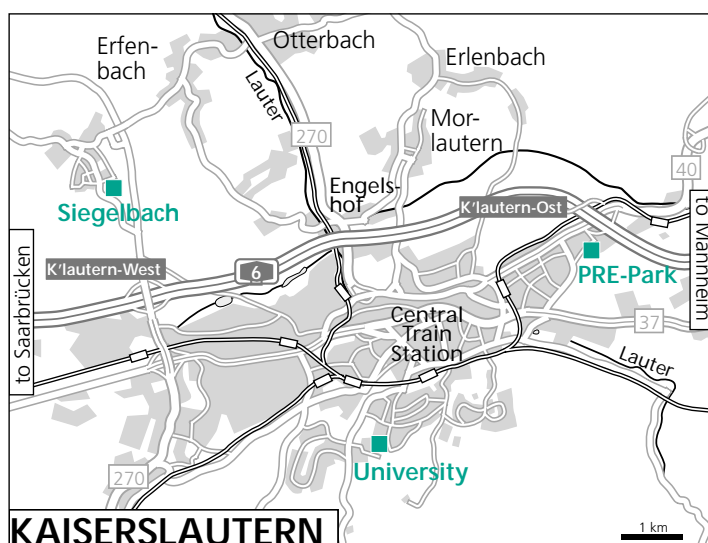 Otterbach
Erfen-
bach
Erlenbach
Lauter
270
Mor-
lautern
40
Engels-
hof
Siegelbach
K'lautern-Ost
to Mannheim
K'lautern-West
6
PRE-Park
to Saarbrücken
Central
Train
Station
37
Lauter
University
270
KAISERSLAUTERN
1 km